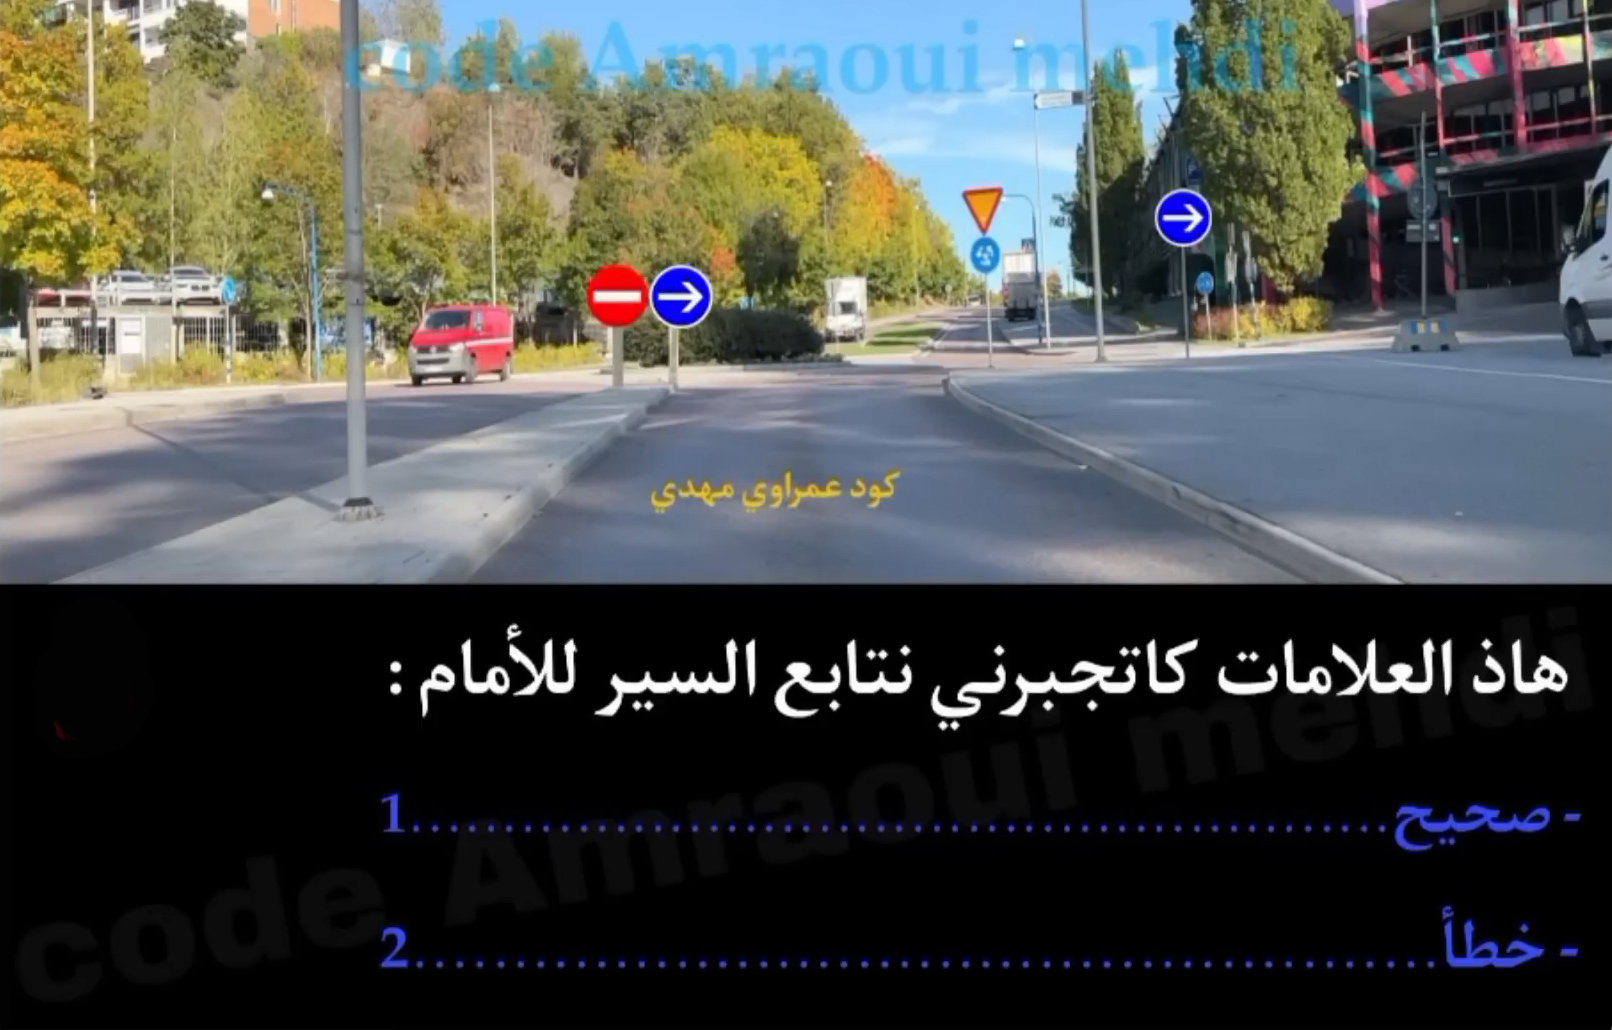 code Amraoui mehdi
كود عمراوي مهدي
هاذ العلامات كاتجبرني نتابع السير للأمام :
- صحيح.....................................................1
- خطأ.....................................................2
code Amraoui mehdi